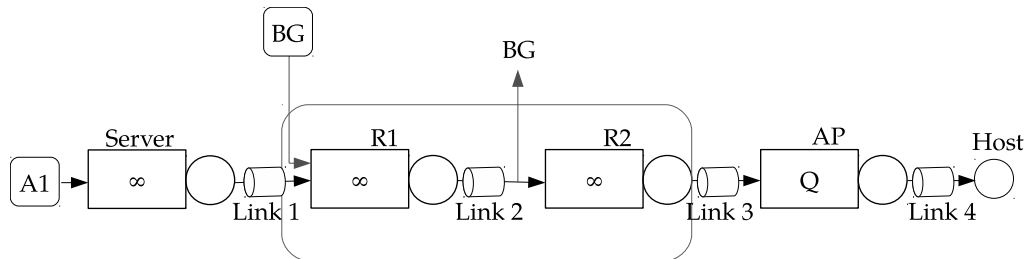 BG
BG
Server
R1
R2
AP
Host
A1
∞
∞
∞
Q
Link 1
Link 2
Link 3
Link 4